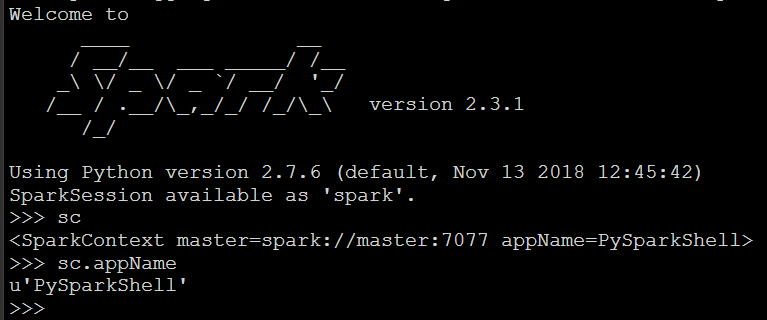 Welcome to
      ____              __
     / __/__  ___ _____/ /__
    _\ \/ _ \/ _ `/ __/  '_/
   /__ / .__/\_,_/_/ /_/\_\   version 2.3.1
      /_/
Using Python version 2.7.6 (default, Nov 13 2018 12:45:42)
SparkSession available as 'spark'.
>>> sc
<SparkContext master=spark://master:7077 appName=PySparkShell>
>>> sc.appName
u'PySparkShell'
>>>